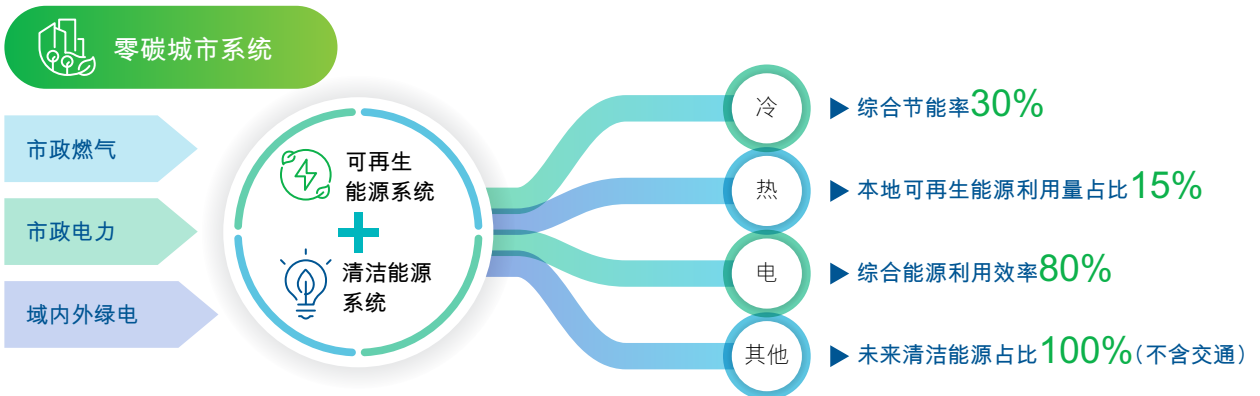 零碳城市系统
市政燃气
市政电力
域内外绿电
可再生
能源系统
清洁能源
系统
冷
综合节能率30%
热
本地可再生能源利用量占比15%
电
综合能源利用效率80%
其他
未来清洁能源占比100%(不含交通)